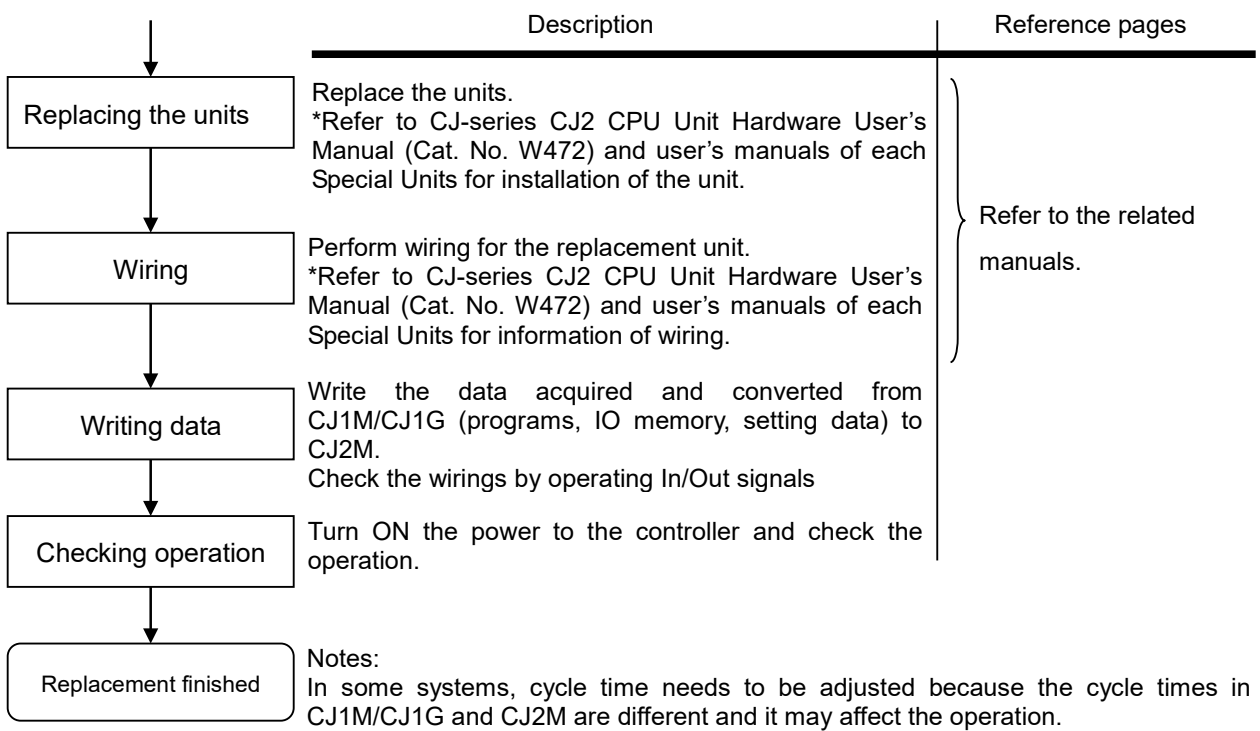 Description
Reference pages
Replacing the units
Replace the units.
*Refer to CJ-series CJ2 CPU Unit Hardware User's
Manual (Cat. No. W472) and user's manuals of each
Special Units for installation of the unit.
Refer to the related
manuals.
Wiring
Perform wiring for the replacement unit.
*Refer to CJ-series CJ2 CPU Unit Hardware User's
Manual (Cat. No. W472) and user's manuals of each
Special Units for information of wiring.
Writing data
Write the data acquired and converted from
CJ1M/CJ1G (programs, IO memory, setting data) to
CJ2M.
Check the wirings by operating In/Out signals
Checking operation
Turn ON the power to the controller and check the
operation.
Replacement finished
Notes:
In some systems, cycle time needs to be adjusted because the cycle times in
CJ1M/CJ1G and CJ2M are different and it may affect the operation.